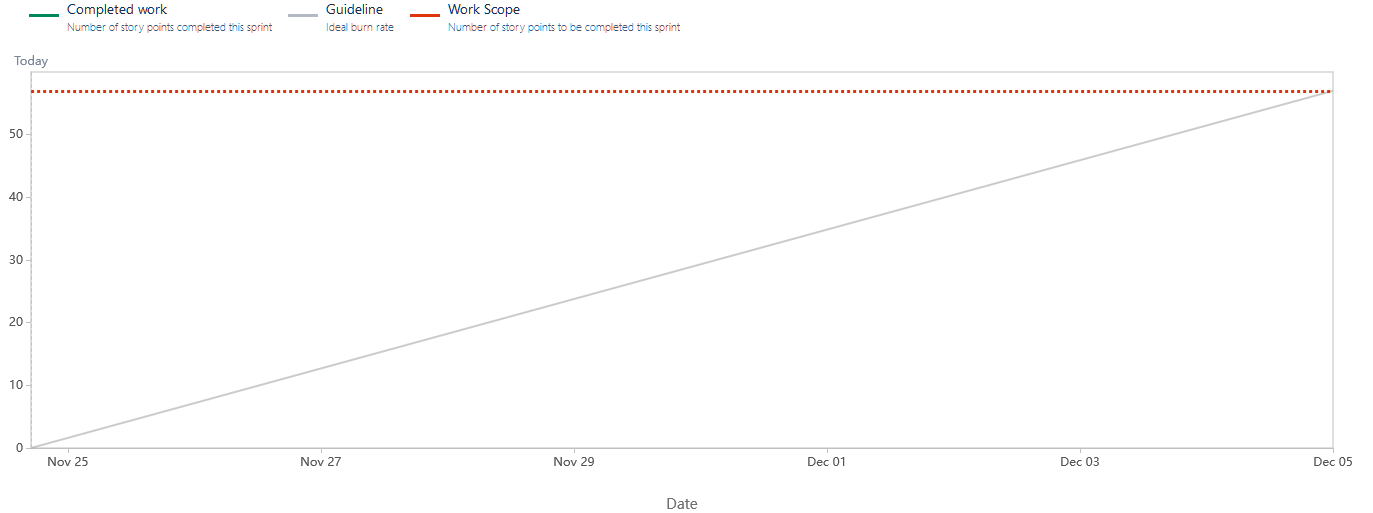 Completed work
Number of story points completed this sprint
Guideline
Ideal burn rate
Work Scope
Number of story points to be completed this sprint
Today
50
40
30
20
10
0
Nov 25 Nov 27 Nov 29 Dec 01 Dec 03 Dec 05
Date